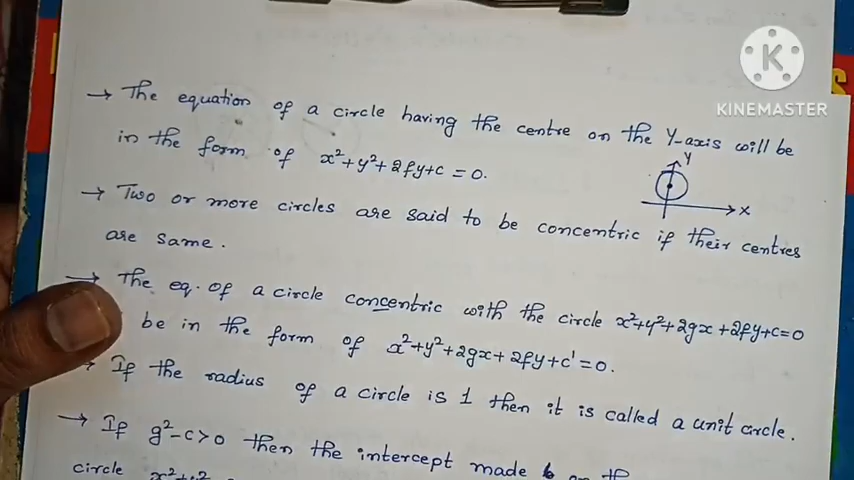 K
KINEMASTER
→ The equation of a circle having the centre on the Y-axis will be
in the form of x²+y²+2fy+c = 0.
Y
X
→ Two or more circles are said to be concentric if their centres
are same.
→ The eq. of a circle concentric with the circle x²+y²+2gx+2fy+c=0
be in the form of x²+y²+2gx+2fy+c'=0.
→ If the radius of a circle is 1 then it is called a unit circle.
→ If g²-c>0 then the intercept made on the
circle x²+y²